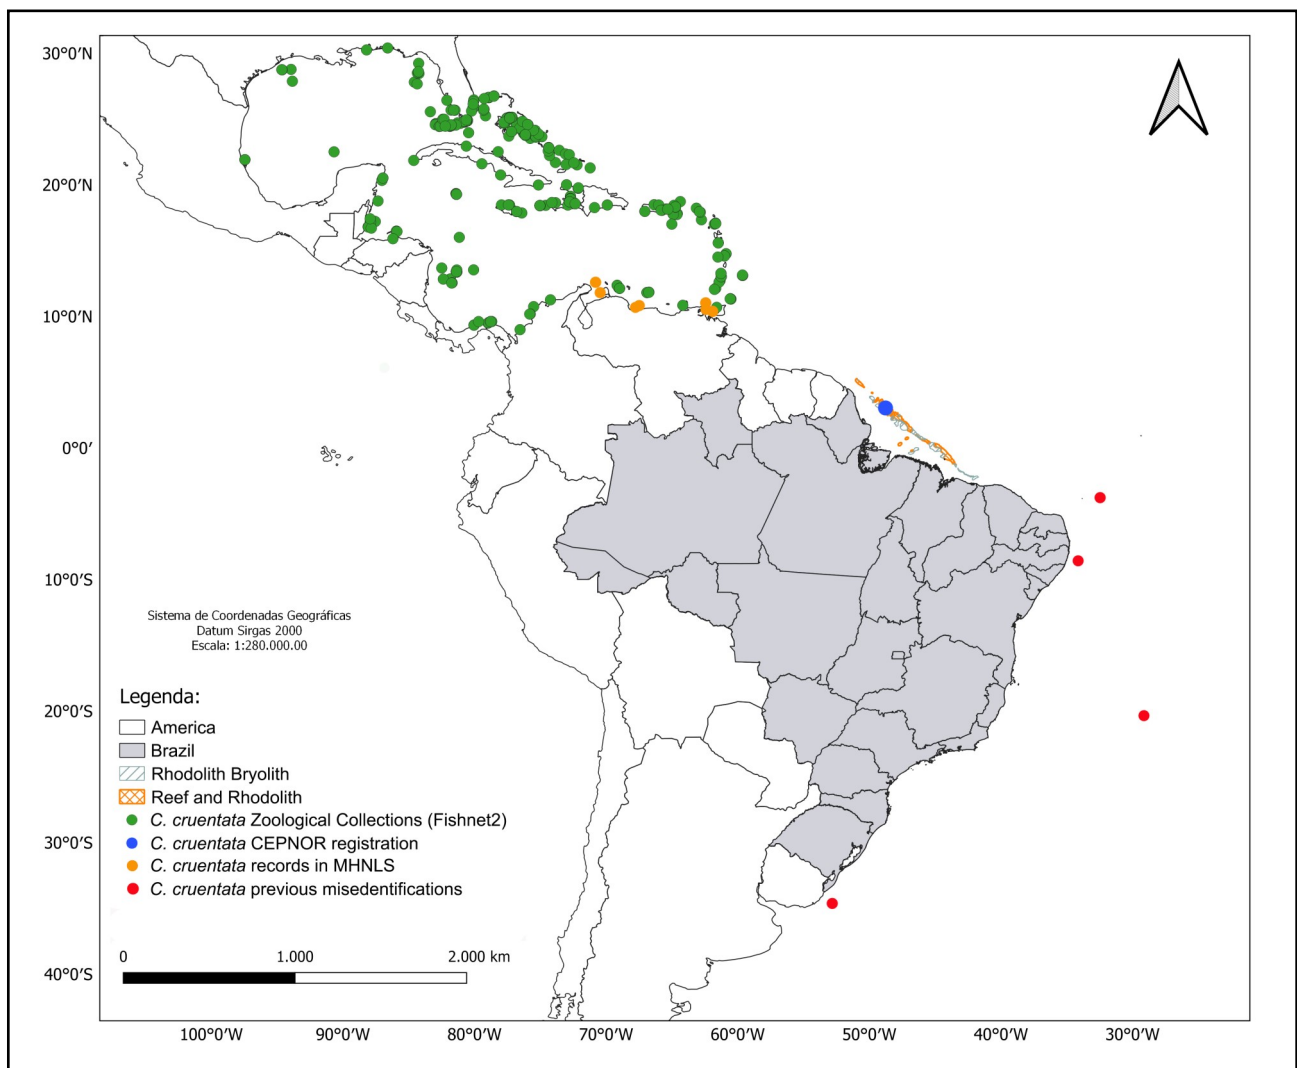 30°0′N
20°0′N
10°0′N
0°0′
10°0′S
20°0′S
30°0′S
40°0′S
Sistema de Coordenadas Geográficas
Datum Sirgas 2000
Escala: 1:280.000.00
Legenda:
America
Brazil
Rhodolith Bryolith
Reef and Rhodolith
C. cruentata Zoological Collections (Fishnet2)
C. cruentata CEPNOR registration
C. cruentata records in MHNLS
C. cruentata previous misedentifications
0 1.000 2.000 km
100°0′W 90°0′W 80°0′W 70°0′W 60°0′W 50°0′W 40°0′W 30°0′W